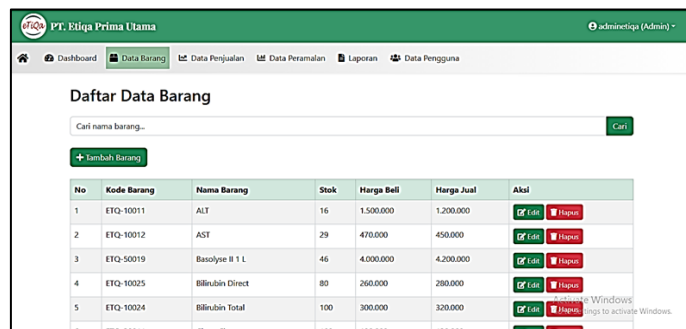 eTIQa PT. Etiqa Prima Utama adminetiqa (Admin)
Dashboard Data Barang Data Penjualan Data Peramalan Laporan Data Pengguna
Daftar Data Barang
Cari nama barang... Cari
+ Tambah Barang
No Kode Barang Nama Barang Stok Harga Beli Harga Jual Aksi
1 ETQ-10011 ALT 16 1.500.000 1.200.000 Edit Hapus
2 ETQ-10012 AST 29 470.000 450.000 Edit Hapus
3 ETQ-50019 Basolyse II 1 L 46 4.000.000 4.200.000 Edit Hapus
4 ETQ-10025 Bilirubin Direct 80 260.000 280.000 Edit Hapus
Activate Windows
5 ETQ-10024 Bilirubin Total 100 300.000 320.000 Edit Hapus
to activate Windows.